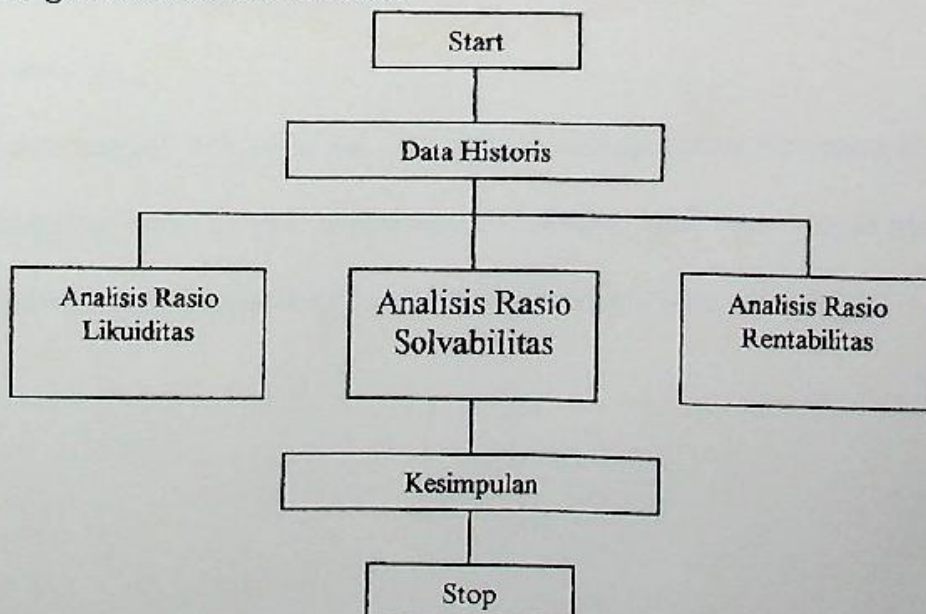 Start
Data Historis
Analisis Rasio
Likuiditas
Analisis Rasio
Solvabilitas
Analisis Rasio
Rentabilitas
Kesimpulan
Stop